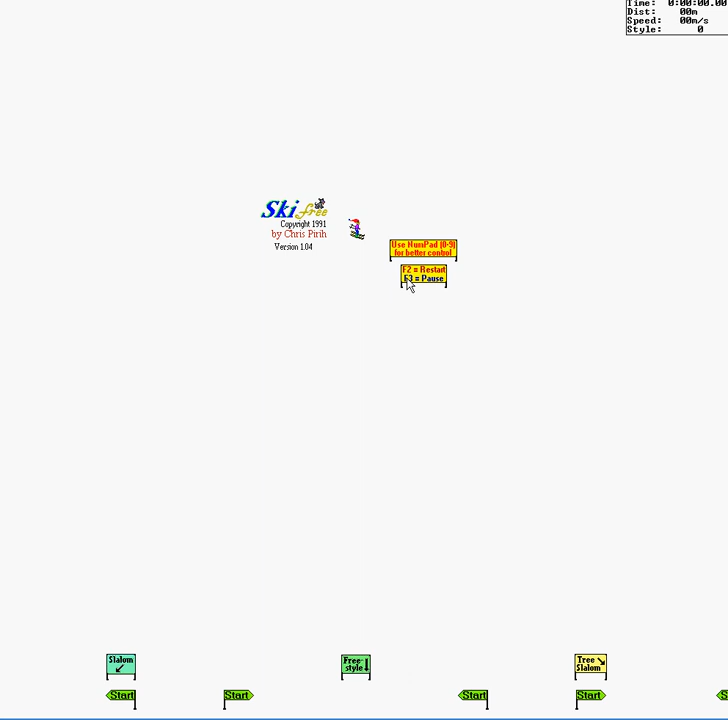 Time: 0:00:00.00
Dist: 00m
Speed: 00m/s
Style: 0
Ski free
Copyright 1991
by Chris Pirih
Version 1.04
Use NumPad (0-9)
for better control
F2 = Restart
F3 = Pause
Slalom
Free-
style
Tree
Slalom
Start
Start
Start
Start
S